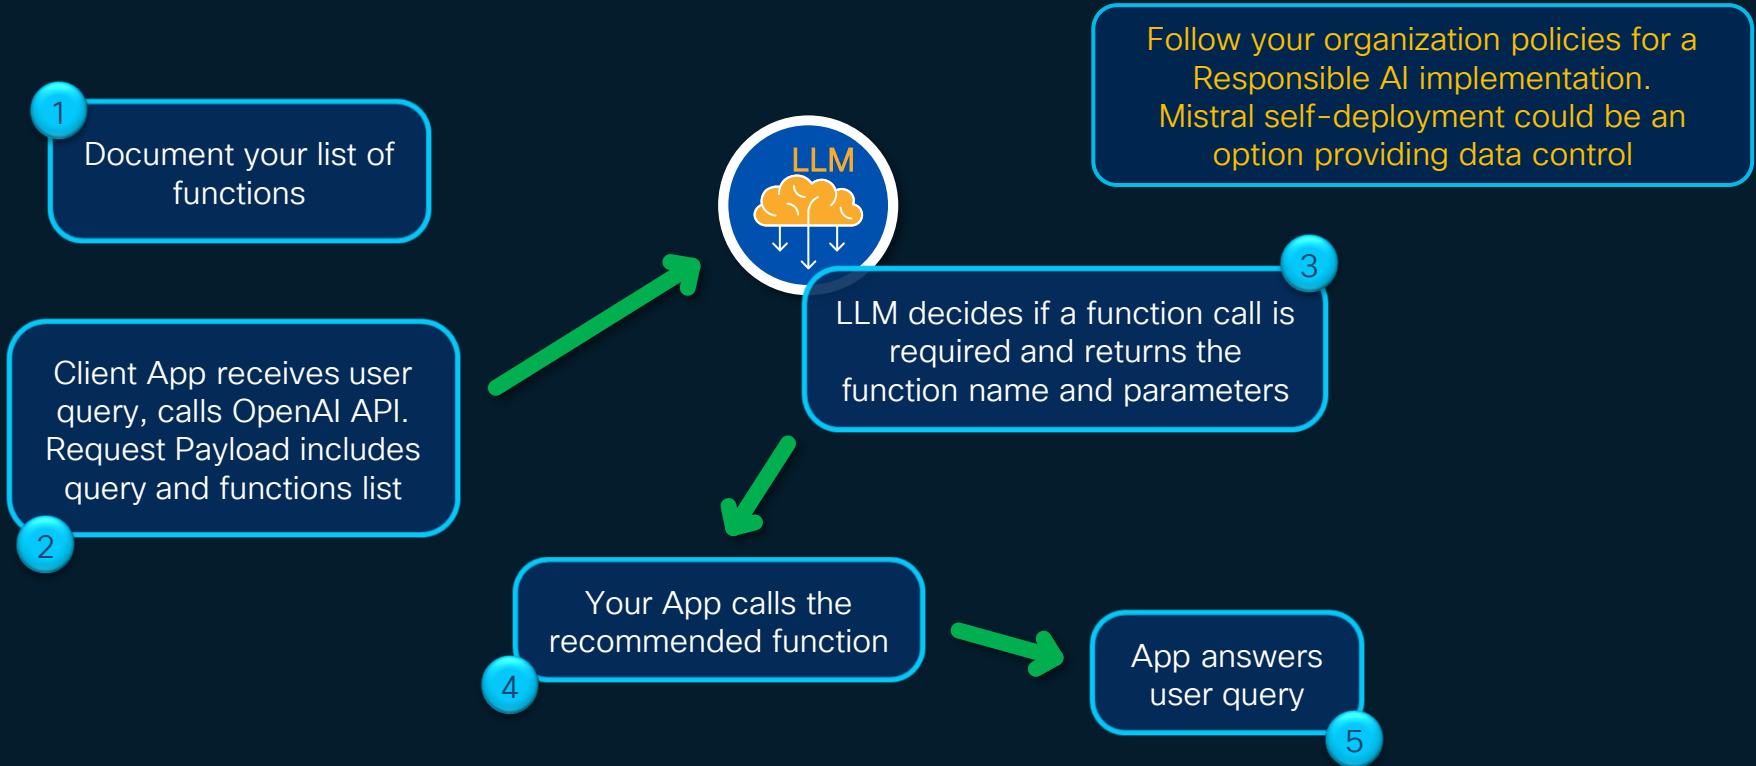 1
Document your list of
functions
2
Client App receives user
query, calls OpenAI API.
Request Payload includes
query and functions list
LLM
3
LLM decides if a function call is
required and returns the
function name and parameters
4
Your App calls the
recommended function
5
App answers
user query
Follow your organization policies for a
Responsible AI implementation.
Mistral self-deployment could be an
option providing data control